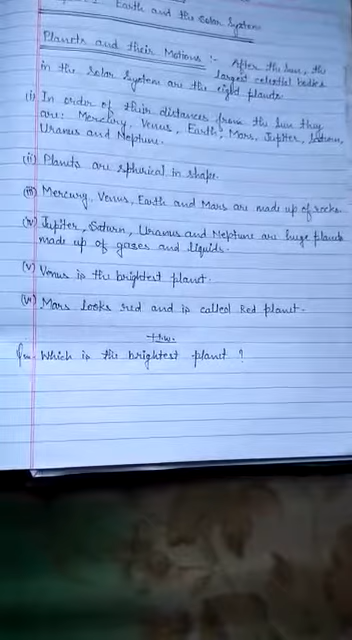 Earth and the Solar System
Planets and their Motions :- After the Sun, the
largest celestial bodies
in the Solar System are the eight planets.
(i) In order of their distances from the Sun they
are: Mercury, Venus, Earth, Mars, Jupiter, Saturn,
Uranus and Neptune.
(ii) Planets are spherical in shape.
(iii) Mercury, Venus, Earth and Mars are made up of rocks.
(iv) Jupiter, Saturn, Uranus and Neptune are huge planets
made up of gases and liquids.
(v) Venus is the brightest planet.
(vi) Mars looks red and is called Red planet.
H.w.
Which is the brightest planet ?